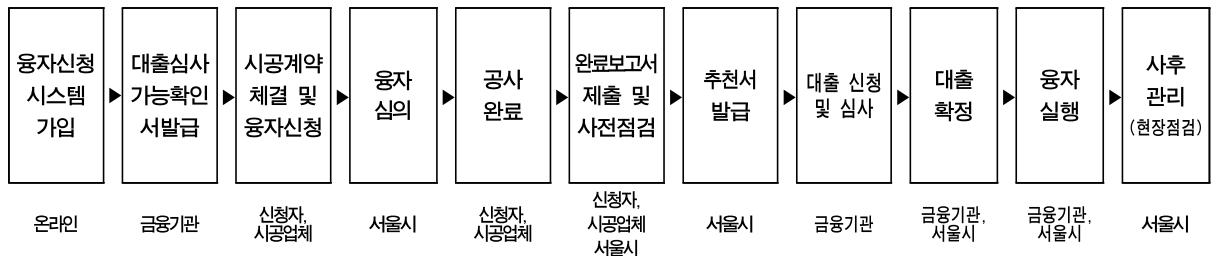 융자신청
시스템
가입
대출심사
가능확인
서발급
시공계약
체결 및
융자신청
융자
심의
공사
완료
완료보고서
제출 및
사전점검
추천서
발급
대출 신청
및 심사
대출
확정
융자
실행
사후
관리
(현장점검)
온라인
금융기관
신청자,
시공업체
서울시
신청자,
시공업체
신청자,
시공업체
서울시
서울시
금융기관
금융기관,
서울시
금융기관,
서울시
서울시